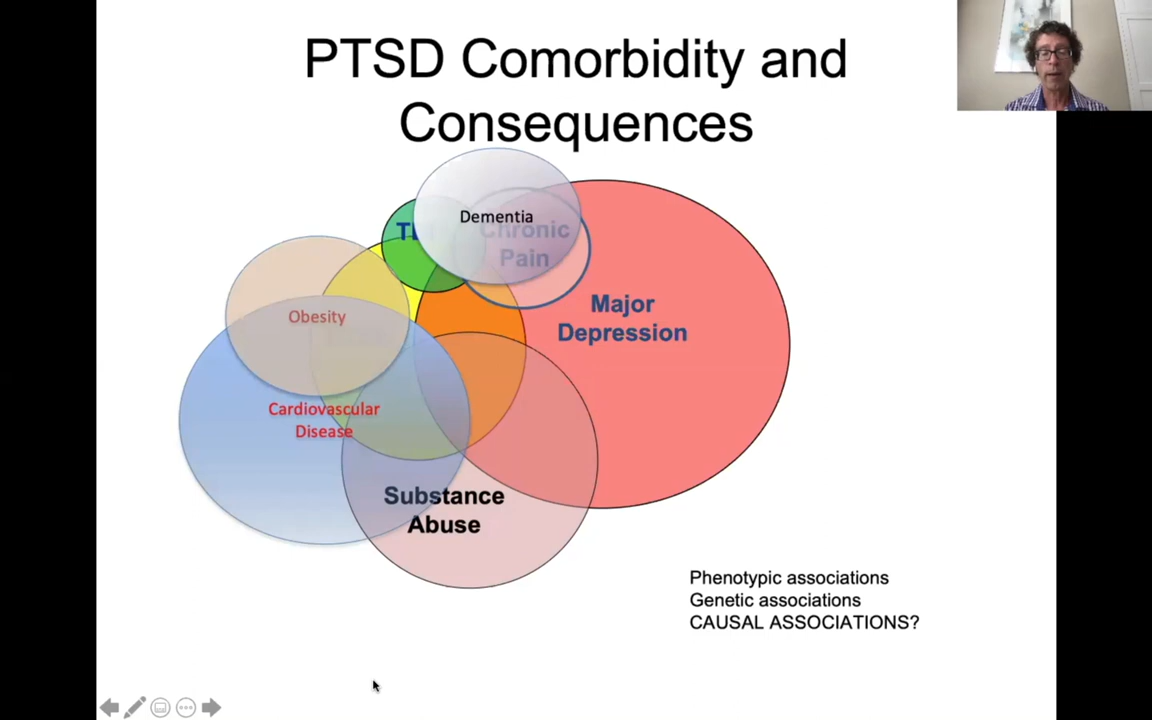 PTSD Comorbidity and
Consequences
Dementia
Chronic
Pain
Major
Depression
Obesity
Cardiovascular
Disease
Substance
Abuse
Phenotypic associations
Genetic associations
CAUSAL ASSOCIATIONS?